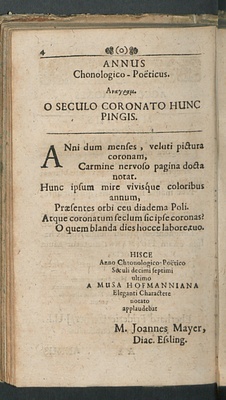 4 (o)
ANNUS
Chonologico-Poëticus.
Αναγραμ.
O SECULO CORONATO HUNC
PINGIS.
ANni dum menses, veluti pictura
coronam,
Carmine nervoso pagina docta
notat.
Hunc ipsum mire vivisque coloribus
annum,
Præsentes orbi ceu diadema Poli.
Atque coronatum seclum sic ipse coronas?
O quem blanda dies hocce labore
HISCE
Anno Chronologico-Poëtico
Sæculi decimi septimi
ultimo
A MUSA HOFMANNIANA
Eleganti Charactere
notato
applaudebat
M. Joannes Mayer,
Diac. Essling.